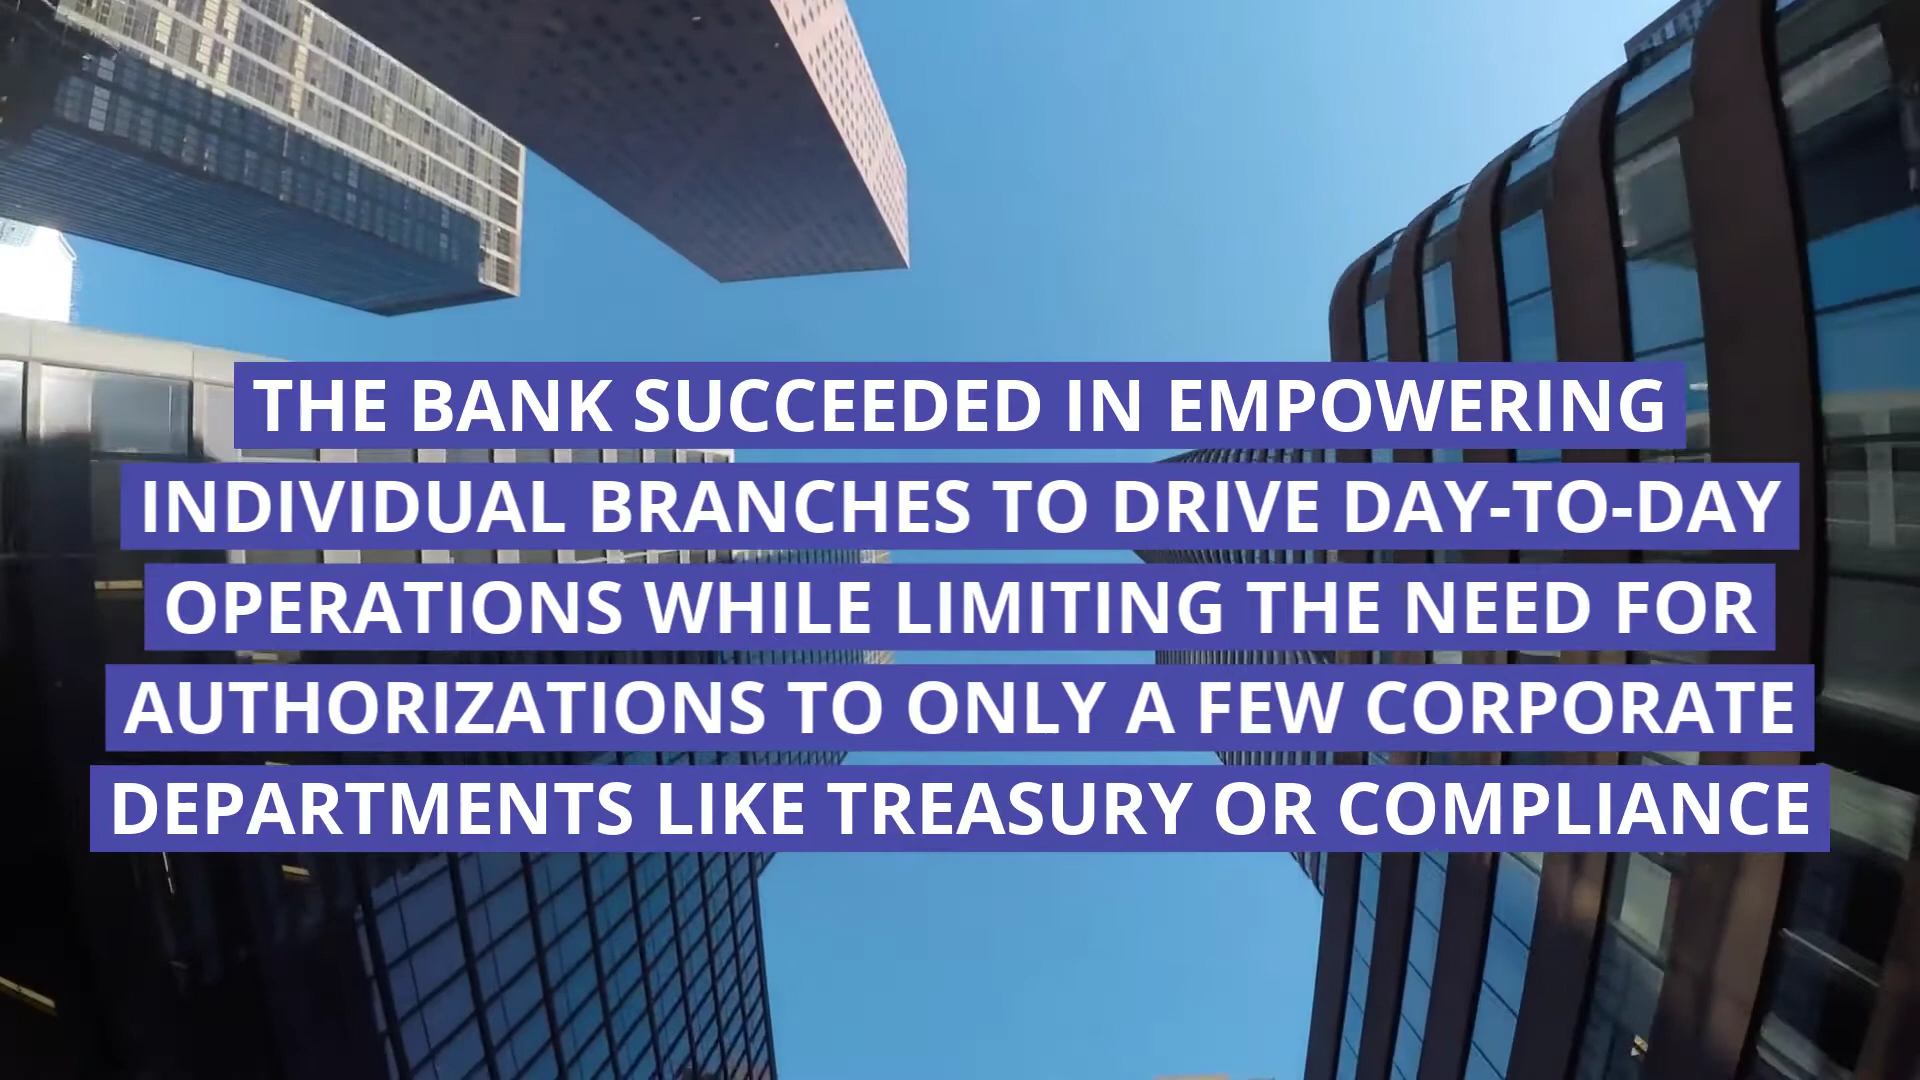 THE BANK SUCCEEDED IN EMPOWERING
INDIVIDUAL BRANCHES TO DRIVE DAY-TO-DAY
OPERATIONS WHILE LIMITING THE NEED FOR
AUTHORIZATIONS TO ONLY A FEW CORPORATE
DEPARTMENTS LIKE TREASURY OR COMPLIANCE